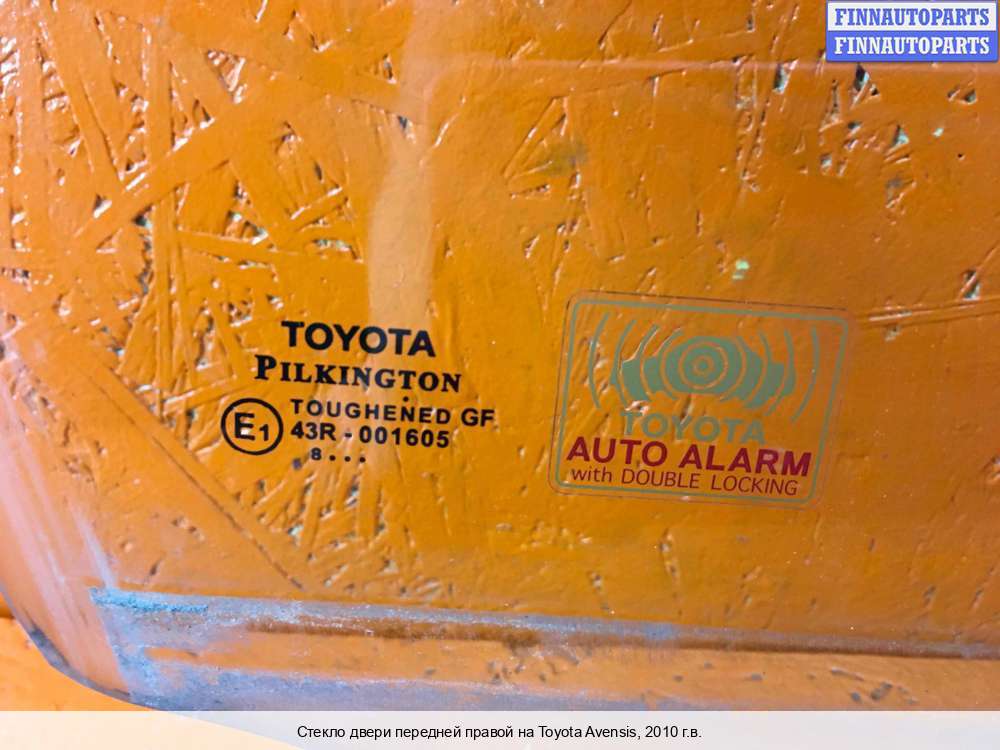 FINNAUTOPARTS
FINNAUTOPARTS
TOYOTA
PILKINGTON
E1
TOUGHENED GF
43R - 001605
8 . . .
TOYOTA
AUTO ALARM
with DOUBLE LOCKING
Стекло двери передней правой на Toyota Avensis, 2010 г.в.